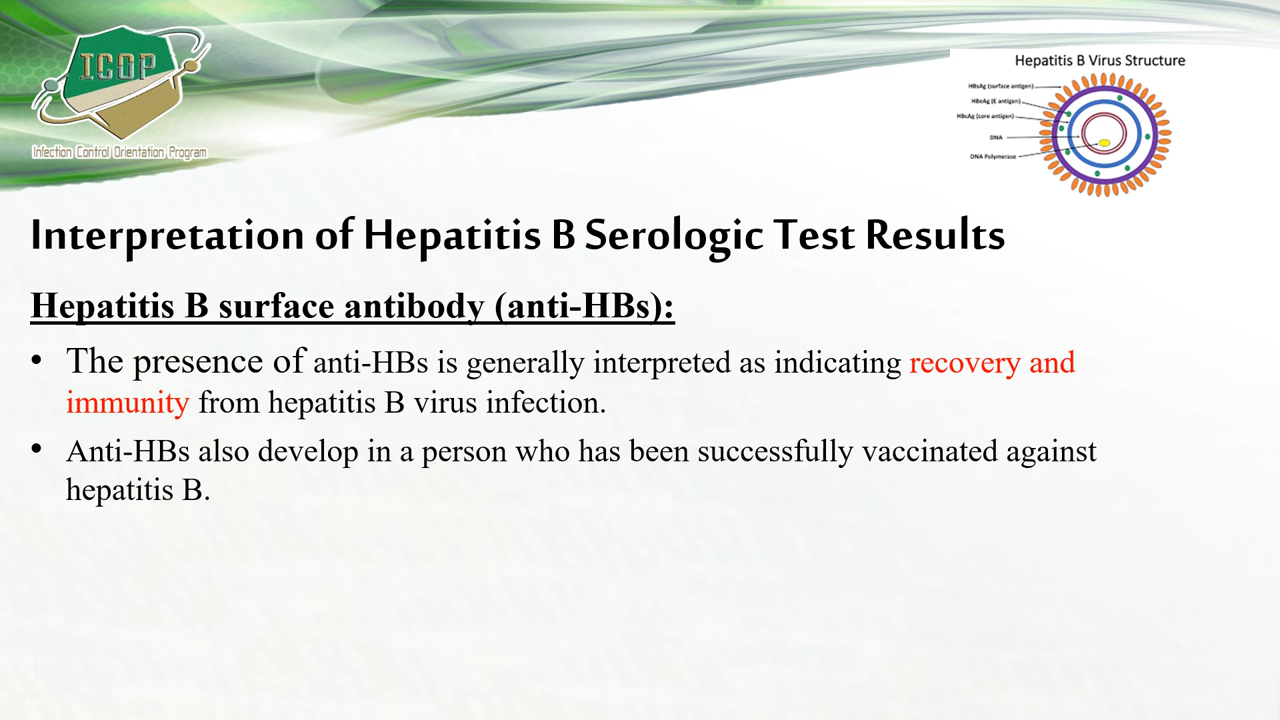 ICOP
Infection Control Orientation Program
Hepatitis B Virus Structure
HBsAg (surface antigen)
HBeAg (E antigen)
HBcAg (core antigen)
DNA
DNA Polymerase
Interpretation of Hepatitis B Serologic Test Results
Hepatitis B surface antibody (anti-HBs):
• The presence of anti-HBs is generally interpreted as indicating recovery and
immunity from hepatitis B virus infection.
• Anti-HBs also develop in a person who has been successfully vaccinated against
hepatitis B.